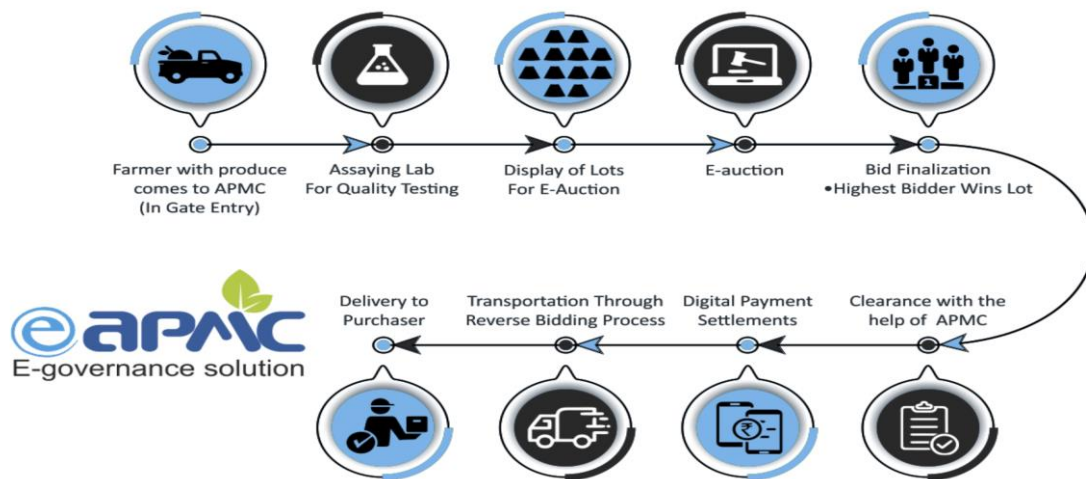 Farmer with produce
comes to APMC
(In Gate Entry)
Assaying Lab
For Quality Testing
Display of Lots
For E-Auction
E-auction
1
Bid Finalization
•Highest Bidder Wins Lot
Clearance with the
help of APMC
Digital Payment
Settlements
₹
Transportation Through
Reverse Bidding Process
Delivery to
Purchaser
eaPMC
E-governance solution